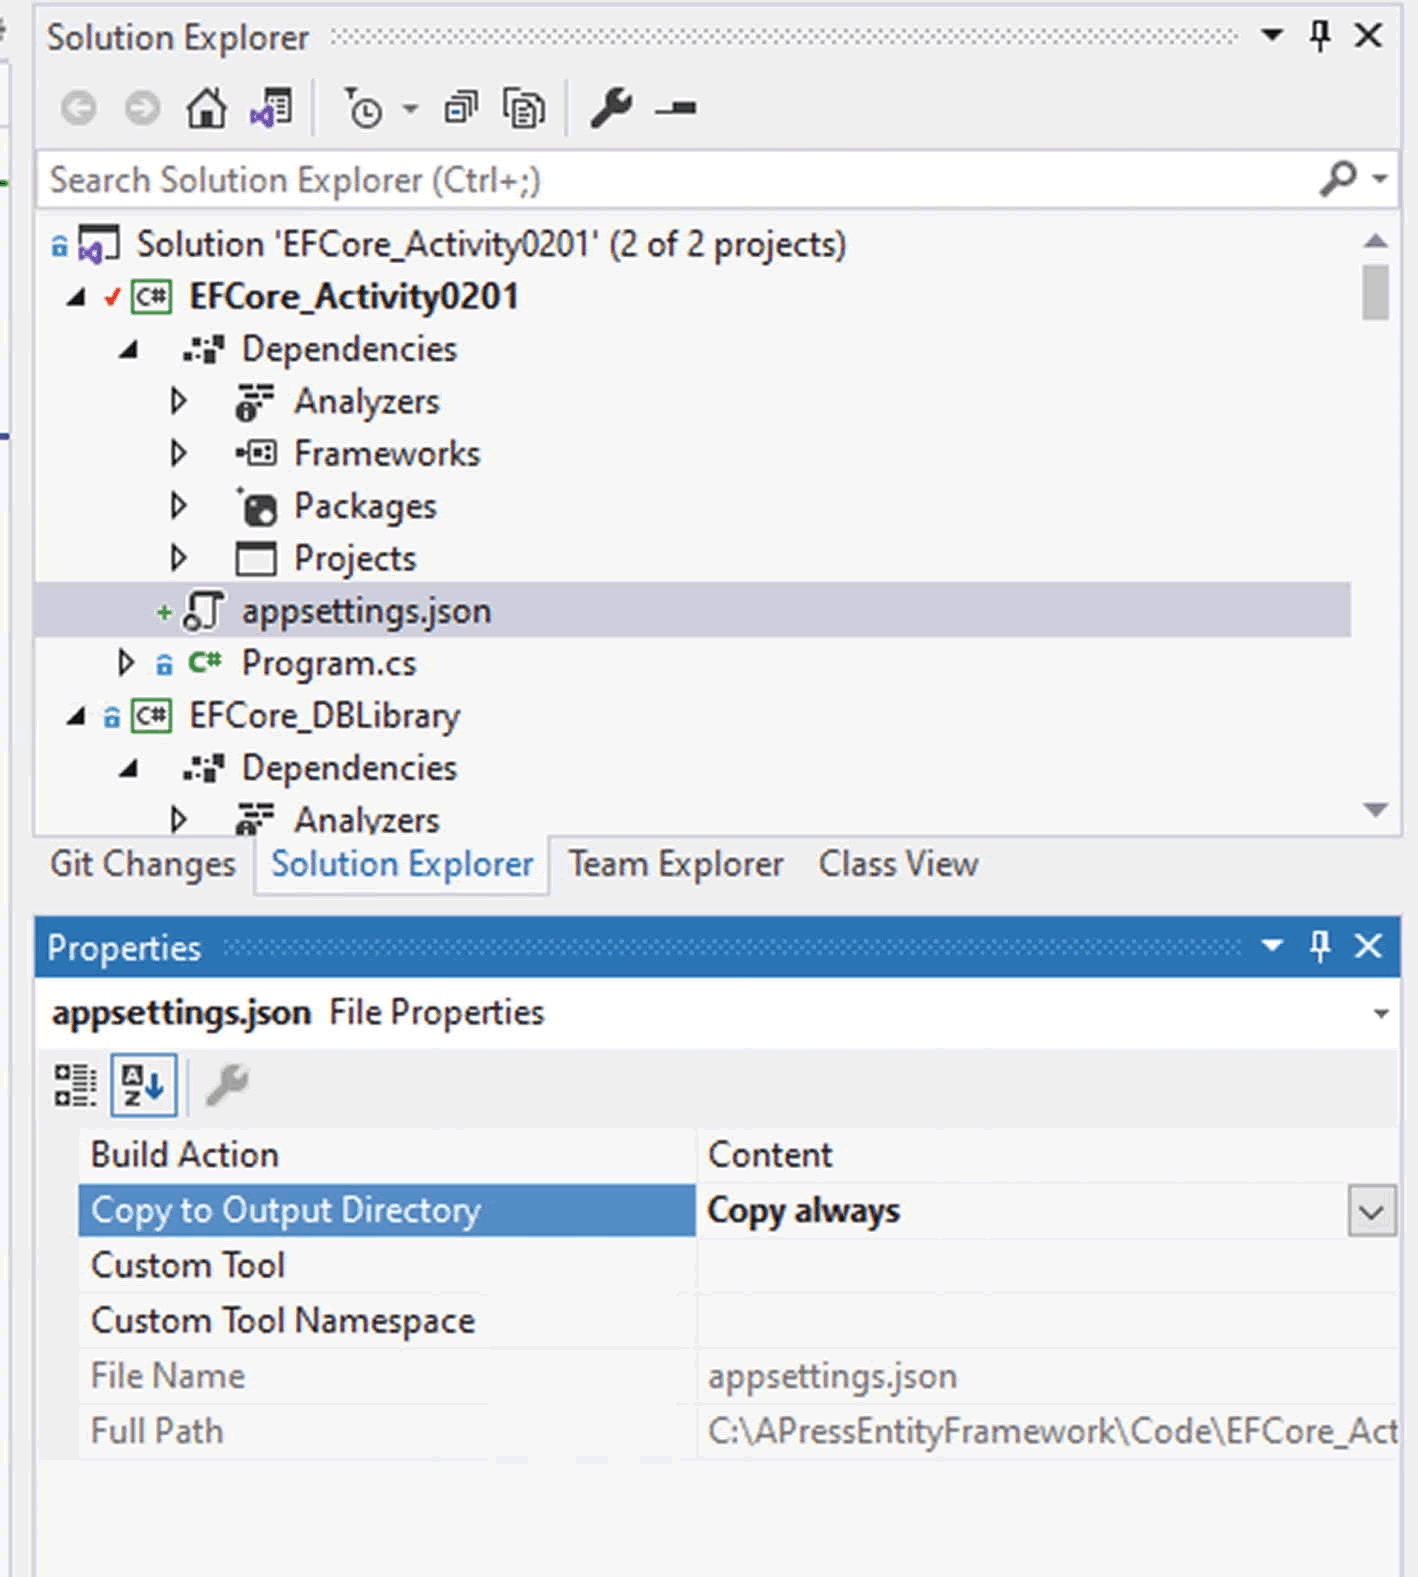 Solution Explorer
Search Solution Explorer (Ctrl+;)
Solution 'EFCore_Activity0201' (2 of 2 projects)
C# EFCore_Activity0201
Dependencies
Analyzers
Frameworks
Packages
Projects
appsettings.json
C# Program.cs
C# EFCore_DBLibrary
Dependencies
Analyzers
Git Changes Solution Explorer Team Explorer Class View
Properties
appsettings.json File Properties
Build Action Content
Copy to Output Directory Copy always
Custom Tool
Custom Tool Namespace
File Name appsettings.json
Full Path C:\APressEntityFramework\Code\EFCore_Act